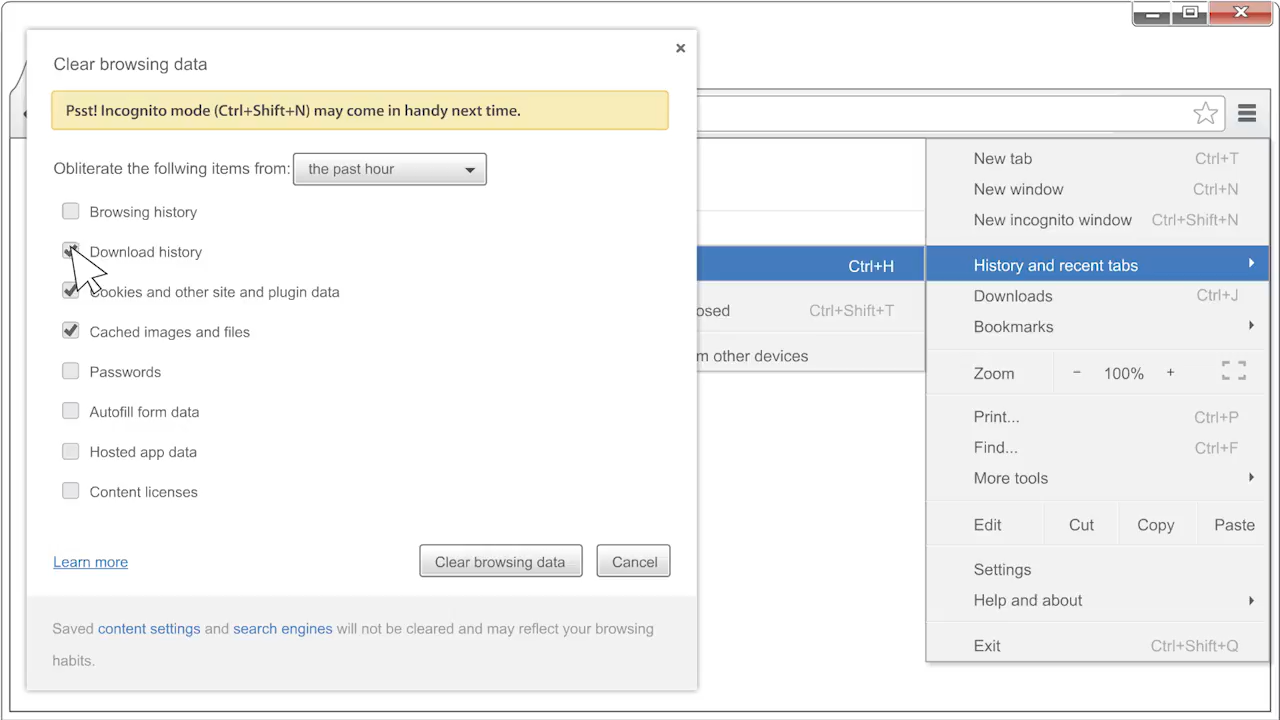 Clear browsing data
Psst! Incognito mode (Ctrl+Shift+N) may come in handy next time.
Obliterate the follwing items from: the past hour
Browsing history
Download history
Cookies and other site and plugin data
Cached images and files
Passwords
Autofill form data
Hosted app data
Content licenses
Learn more
Clear browsing data
Cancel
Saved content settings and search engines will not be cleared and may reflect your browsing
habits.
Ctrl+H
osed Ctrl+Shift+T
m other devices
New tab Ctrl+T
New window Ctrl+N
New incognito window Ctrl+Shift+N
History and recent tabs
Downloads Ctrl+J
Bookmarks
Zoom − 100% +
Print... Ctrl+P
Find... Ctrl+F
More tools
Edit Cut Copy Paste
Settings
Help and about
Exit Ctrl+Shift+Q